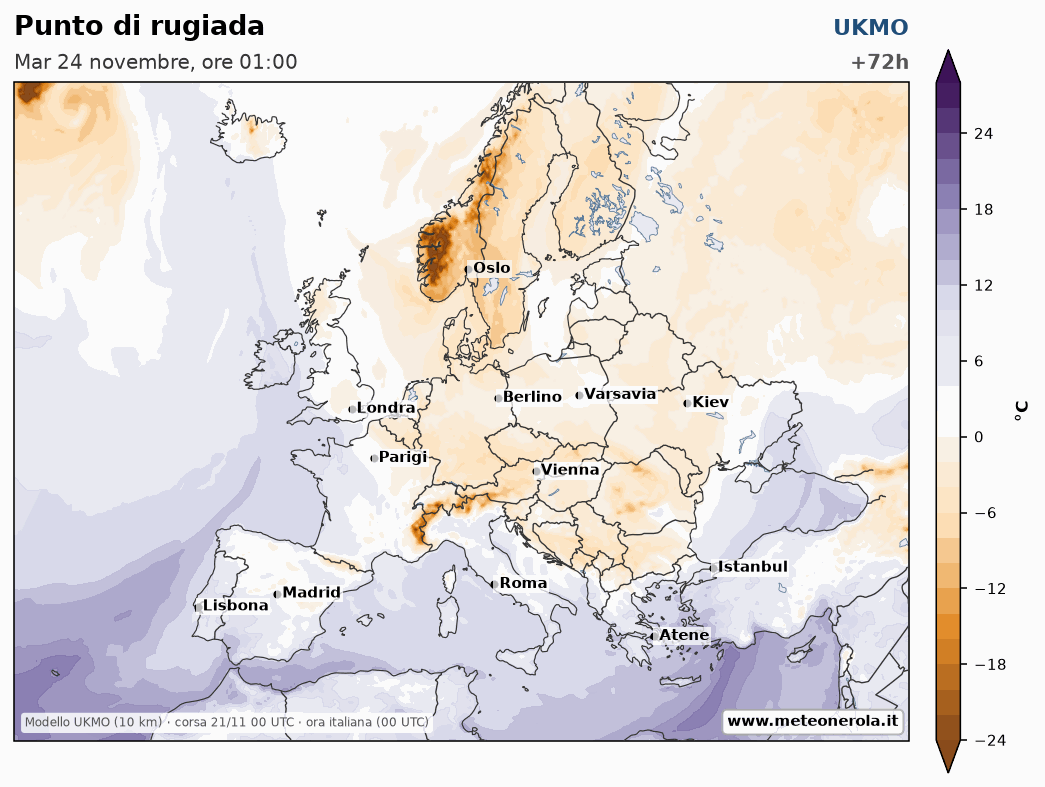 Punto di rugiada
UKMO
Mar 24 novembre, ore 01:00
+72h
Oslo
Londra
Berlino
Varsavia
Kiev
Parigi
Vienna
Istanbul
Roma
Madrid
Lisbona
Atene
24
18
12
6
0
−6
−12
−18
−24
°C
Modello UKMO (10 km) · corsa 21/11 00 UTC · ora italiana (00 UTC)
www.meteonerola.it